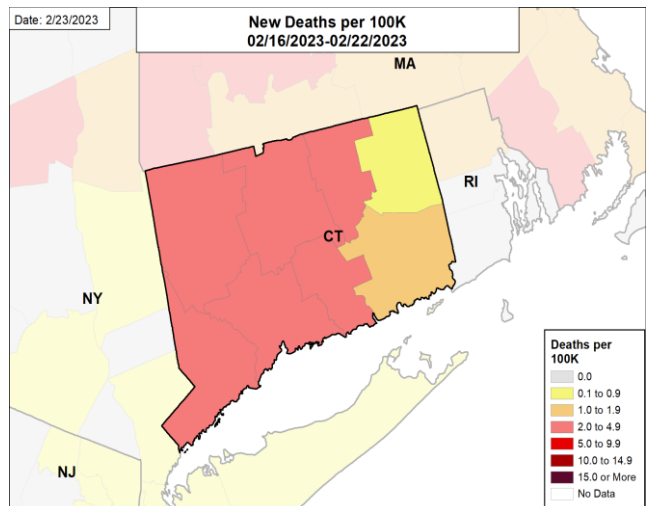 Date: 2/23/2023
New Deaths per 100K
02/16/2023-02/22/2023
MA
RI
CT
NY
NJ
Deaths per
100K
0.0
0.1 to 0.9
1.0 to 1.9
2.0 to 4.9
5.0 to 9.9
10.0 to 14.9
15.0 or More
No Data